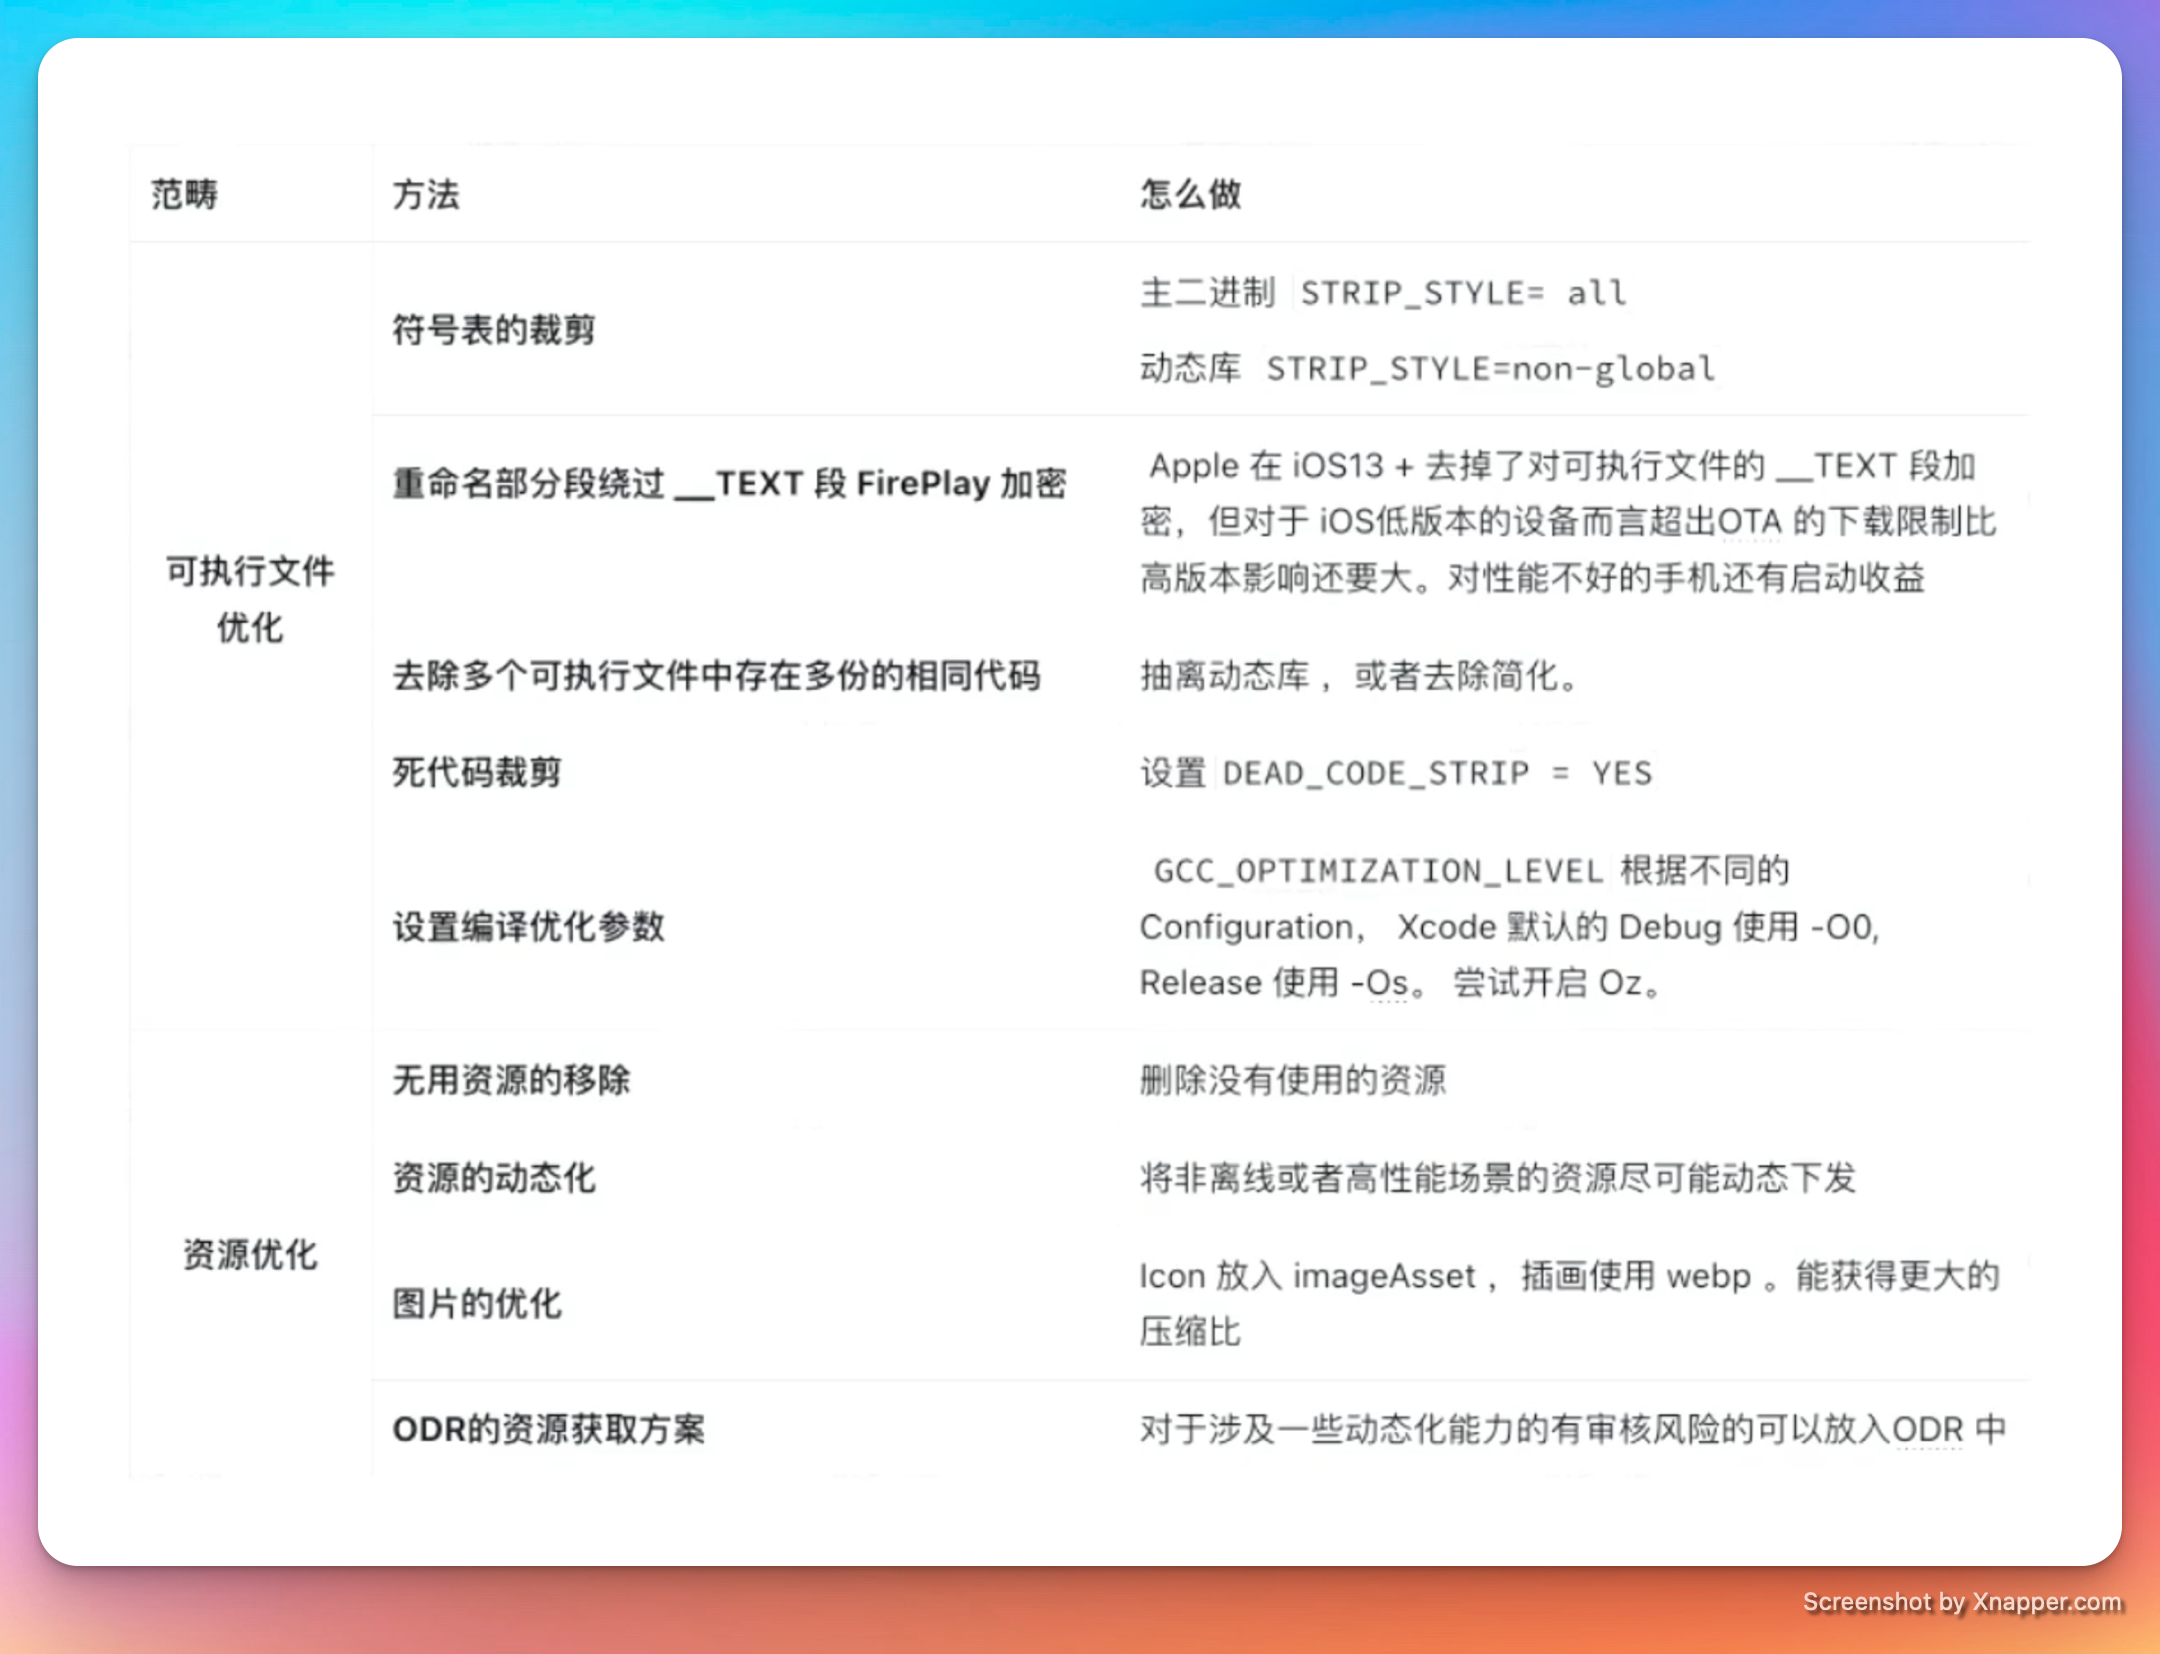 范畴 方法 怎么做
符号表的裁剪
主二进制 STRIP_STYLE= all
动态库 STRIP_STYLE=non-global
可执行文件
优化
重命名部分段绕过 __TEXT 段 FirePlay 加密
Apple 在 iOS13 + 去掉了对可执行文件的 __TEXT 段加
密，但对于 iOS低版本的设备而言超出OTA 的下载限制比
高版本影响还要大。对性能不好的手机还有启动收益
去除多个可执行文件中存在多份的相同代码
抽离动态库 ，或者去除简化。
死代码裁剪
设置 DEAD_CODE_STRIP = YES
设置编译优化参数
GCC_OPTIMIZATION_LEVEL 根据不同的
Configuration， Xcode 默认的 Debug 使用 -O0,
Release 使用 -Os。 尝试开启 Oz。
资源优化
无用资源的移除
删除没有使用的资源
资源的动态化
将非离线或者高性能场景的资源尽可能动态下发
图片的优化
Icon 放入 imageAsset ，插画使用 webp 。能获得更大的
压缩比
ODR的资源获取方案
对于涉及一些动态化能力的有审核风险的可以放入ODR 中
Screenshot by Xnapper.com